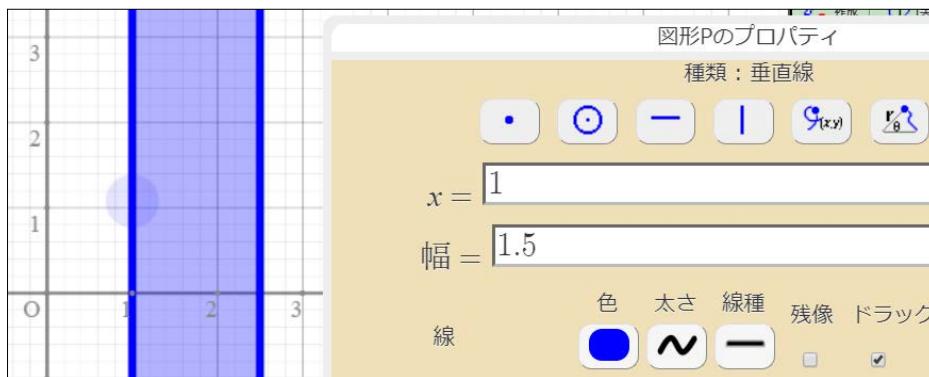 図形Pのプロパティ
種類：垂直線
(x,y)
r
θ
x = 1
幅 = 1.5
色 太さ 線種 残像 ドラッグ
線
3
2
1
O 1 2 3